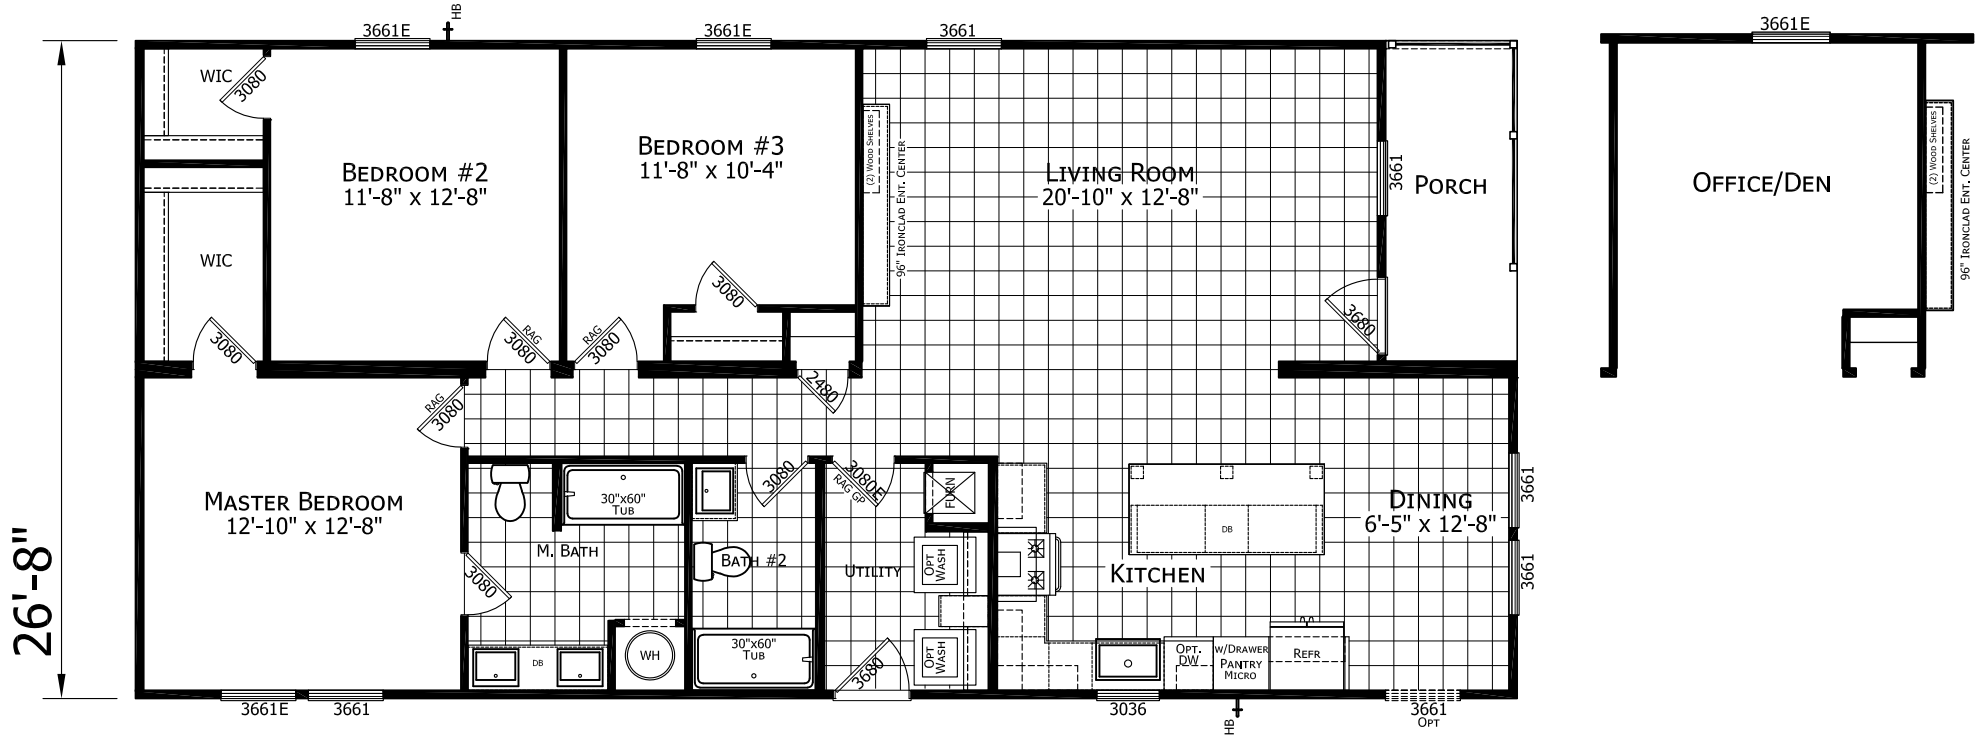 3661E
HB
3661E
3661
3661E
WIC
3080
BEDROOM #2
11'-8" x 12'-8"
BEDROOM #3
11'-8" x 10'-4"
(2) WOOD SHELVES
96" IRONCLAD ENT. CENTER
LIVING ROOM
20'-10" x 12'-8"
3661
PORCH
OFFICE/DEN
(2) WOOD SHELVES
96" IRONCLAD ENT. CENTER
WIC
3080
3080
RAG
3080
RAG
3080
3680
2480
RAG
3080
MASTER BEDROOM
12'-10" x 12'-8"
30"x60"
TUB
M. BATH
3080
3080
BATH #2
3080E
RAG GP
FURN
UTILITY
OPT
WASH
KITCHEN
DB
DINING
6'-5" x 12'-8"
3661
3661
26'-8"
DB
WH
30"x60"
TUB
3680
OPT
WASH
OPT.
DW
W/DRAWER
PANTRY
MICRO
REFR
3661E
3661
3036
HB
3661
OPT